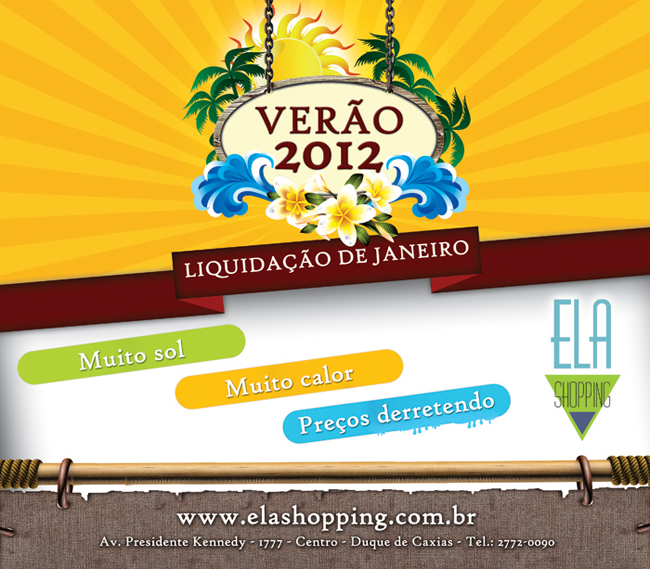 VERÃO
2012
LIQUIDAÇÃO DE JANEIRO
Muito sol
Muito calor
Preços derretendo
ELA
SHOPPING
www.elashopping.com.br
Av. Presidente Kennedy - 1777 - Centro - Duque de Caxias - Tel.: 2772-0090